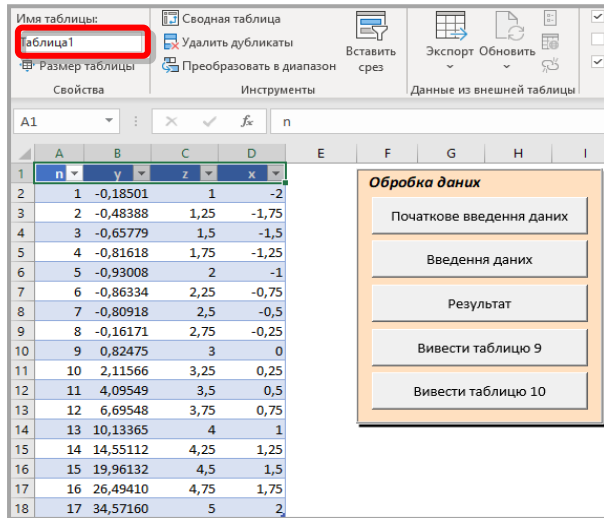 Имя таблицы:
Таблица1
Размер таблицы
Свойства
Сводная таблица
Удалить дубликаты
Преобразовать в диапазон
Инструменты
Вставить
срез
Экспорт Обновить
Данные из внешней таблицы
A1 fx n
A B C D E F G H I
1 n y z x
2 1 -0,18501 1 -2
3 2 -0,48388 1,25 -1,75
4 3 -0,65779 1,5 -1,5
5 4 -0,81618 1,75 -1,25
6 5 -0,93008 2 -1
7 6 -0,86334 2,25 -0,75
8 7 -0,80918 2,5 -0,5
9 8 -0,16171 2,75 -0,25
10 9 0,82475 3 0
11 10 2,11566 3,25 0,25
12 11 4,09549 3,5 0,5
13 12 6,69548 3,75 0,75
14 13 10,13365 4 1
15 14 14,55112 4,25 1,25
16 15 19,96132 4,5 1,5
17 16 26,49410 4,75 1,75
18 17 34,57160 5 2
Обробка даних
Початкове введення даних
Введення даних
Результат
Вивести таблицю 9
Вивести таблицю 10